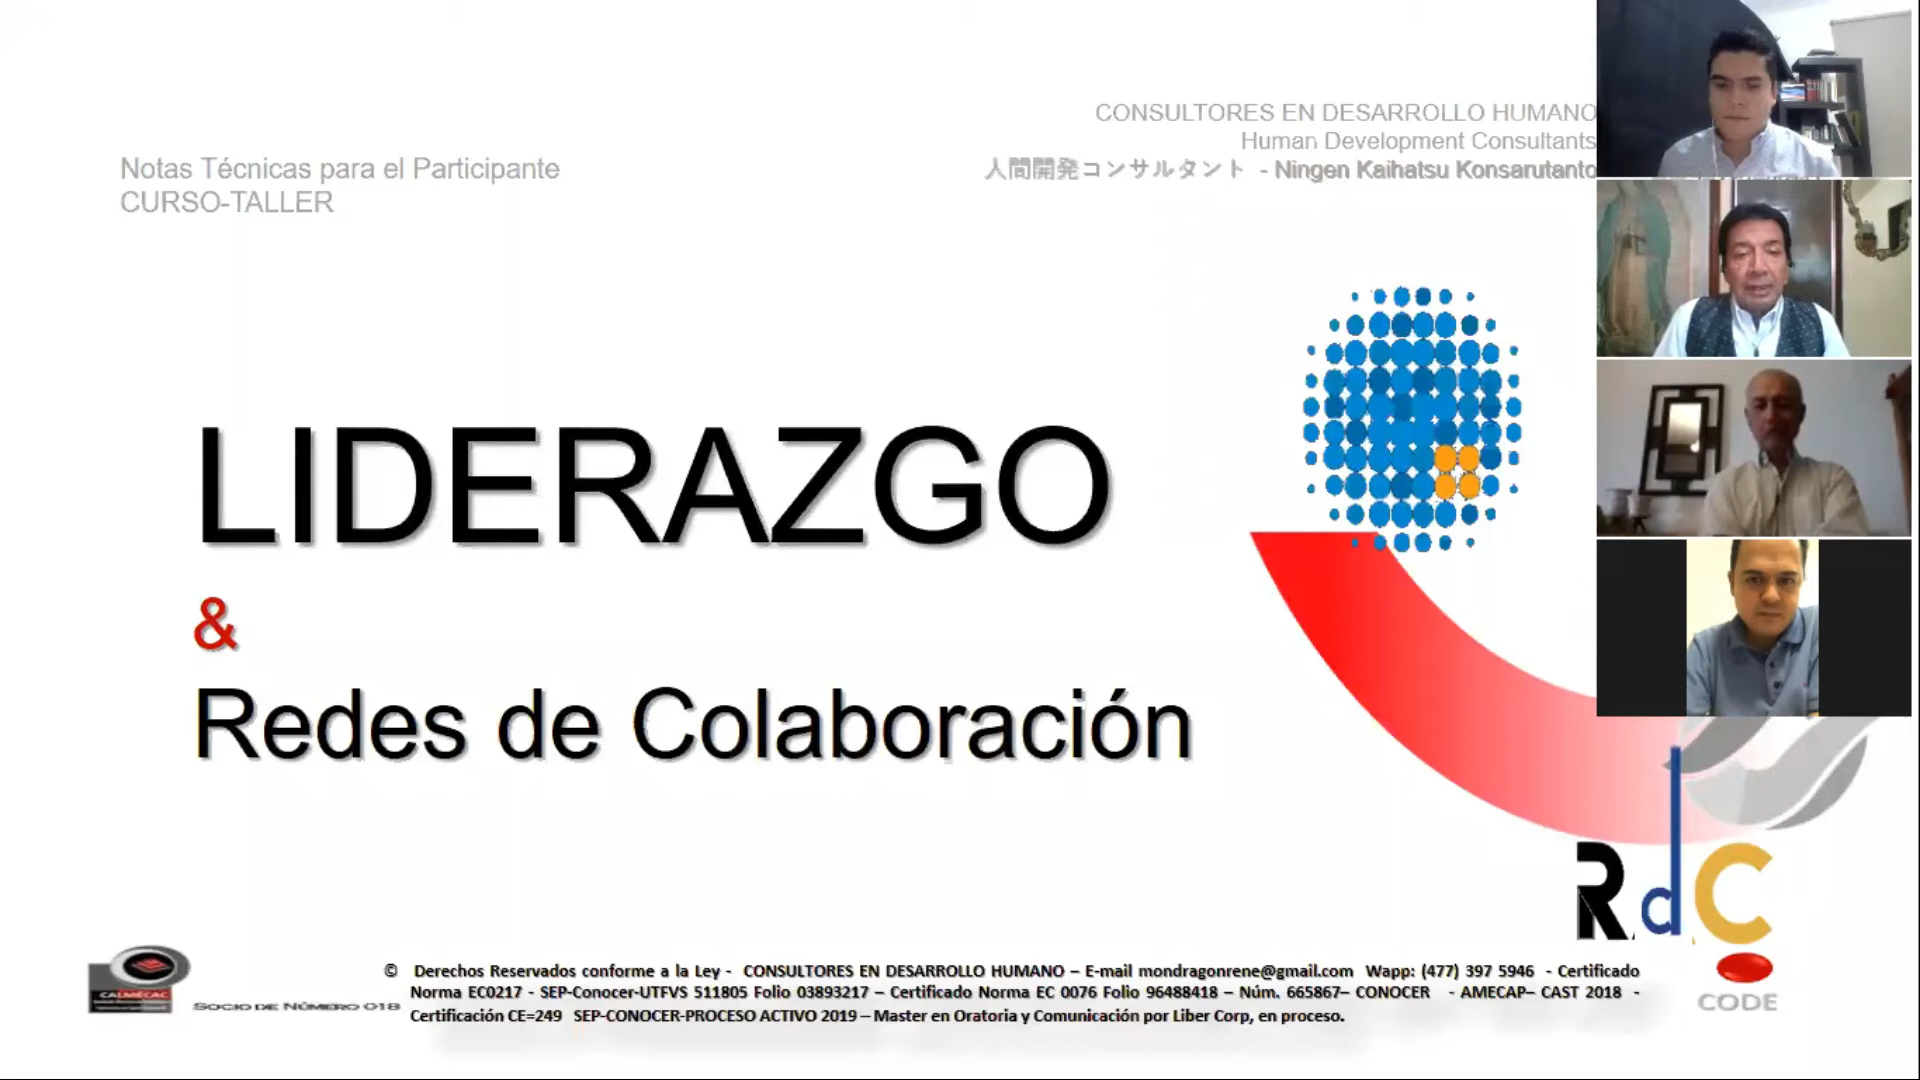 CONSULTORES EN DESARROLLO HUMANO
Human Development Consultants
人間開発コンサルタント - Ningen Kaihatsu Konsarutanto
Notas Técnicas para el Participante
CURSO-TALLER
LIDERAZGO
&
Redes de Colaboración
RdC
CODE
CALMECAC
SOCIO DE NÚMERO 018
© Derechos Reservados conforme a la Ley - CONSULTORES EN DESARROLLO HUMANO – E-mail mondragonrene@gmail.com Wapp: (477) 397 5946 - Certificado
Norma EC0217 - SEP-Conocer-UTFVS 511805 Folio 03893217 – Certificado Norma EC 0076 Folio 96488418 – Núm. 665867– CONOCER - AMECAP– CAST 2018 -
Certificación CE=249 SEP-CONOCER-PROCESO ACTIVO 2019 – Master en Oratoria y Comunicación por Liber Corp, en proceso.